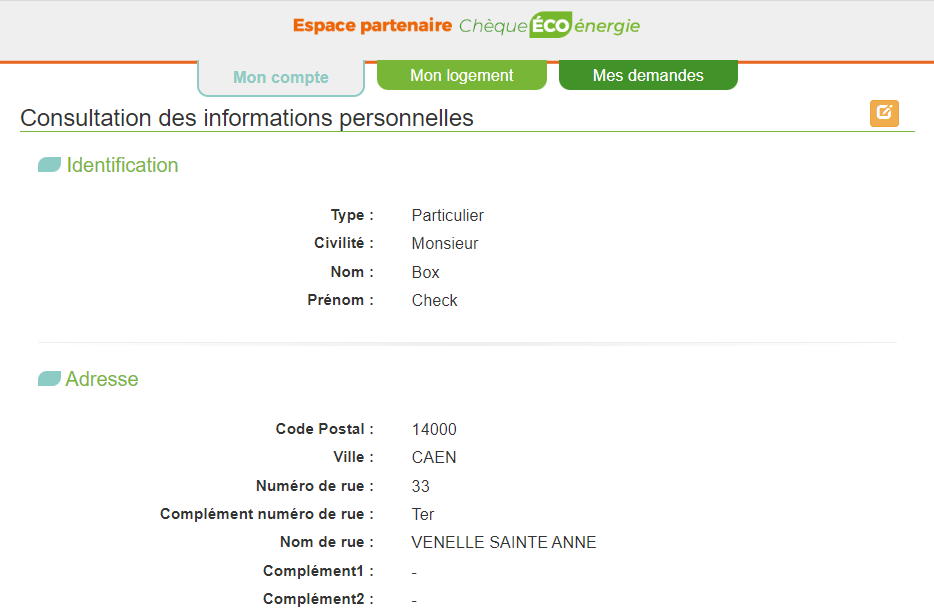 Espace partenaire Chèque ÉCO énergie
Mon compte Mon logement Mes demandes
Consultation des informations personnelles
Identification
Type : Particulier
Civilité : Monsieur
Nom : Box
Prénom : Check
Adresse
Code Postal : 14000
Ville : CAEN
Numéro de rue : 33
Complément numéro de rue : Ter
Nom de rue : VENELLE SAINTE ANNE
Complément1 : -
Complément2 : -